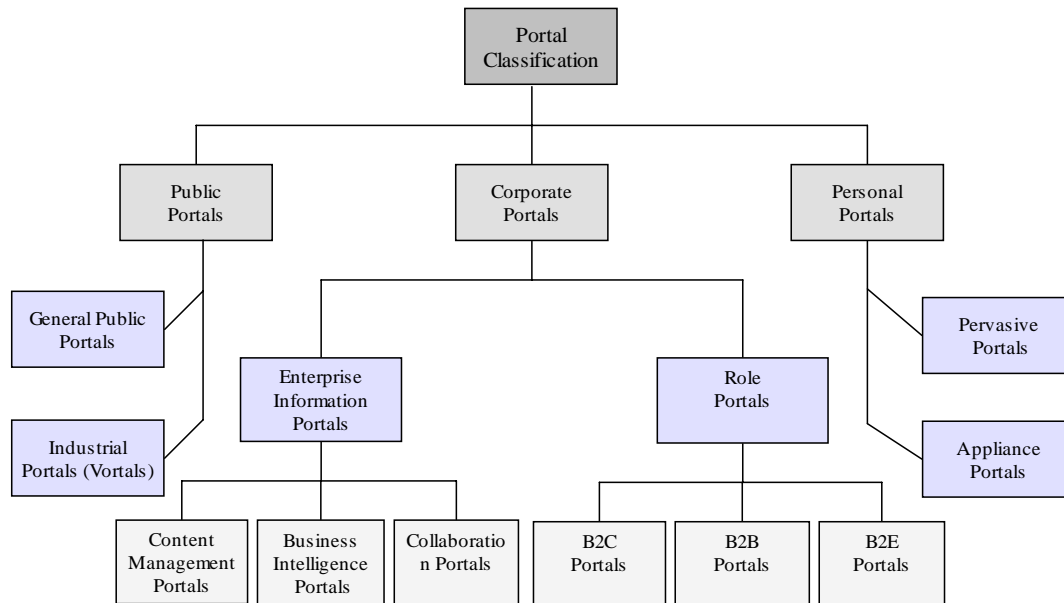 Portal
Classification
Public
Portals
Corporate
Portals
Personal
Portals
General Public
Portals
Pervasive
Portals
Enterprise
Information
Portals
Role
Portals
Industrial
Portals (Vortals)
Appliance
Portals
Content
Management
Portals
Business
Intelligence
Portals
Collaboratio
n Portals
B2C
Portals
B2B
Portals
B2E
Portals